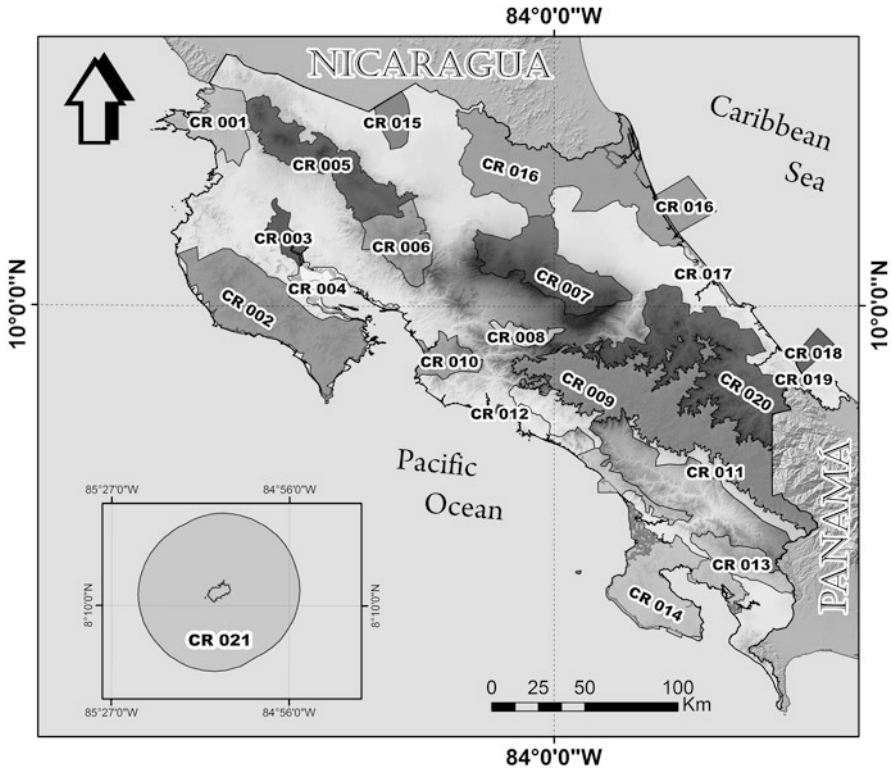 84°0'0"W
NICARAGUA
Caribbean
Sea
CR 001
CR 015
CR 005
CR 016
CR 016
CR 003
CR 006
CR 017
CR 004
CR 007
10°0'0"N
10°0'0"N
CR 002
CR 008
CR 018
CR 010
CR 019
CR 009
CR 020
CR 012
Pacific
Ocean
CR 011
PANAMÁ
85°27'0"W
84°56'0"W
CR 013
8°10'0"N
8°10'0"N
CR 014
CR 021
0 25 50 100
Km
85°27'0"W
84°56'0"W
84°0'0"W